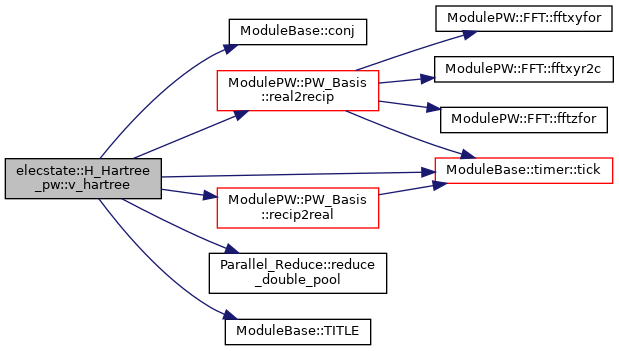 elecstate::H_Hartree
_pw::v_hartree
ModuleBase::conj
ModulePW::PW_Basis
::real2recip
ModulePW::FFT::fftxyfor
ModulePW::FFT::fftxyr2c
ModulePW::FFT::fftzfor
ModuleBase::timer::tick
ModulePW::PW_Basis
::recip2real
Parallel_Reduce::reduce
_double_pool
ModuleBase::TITLE